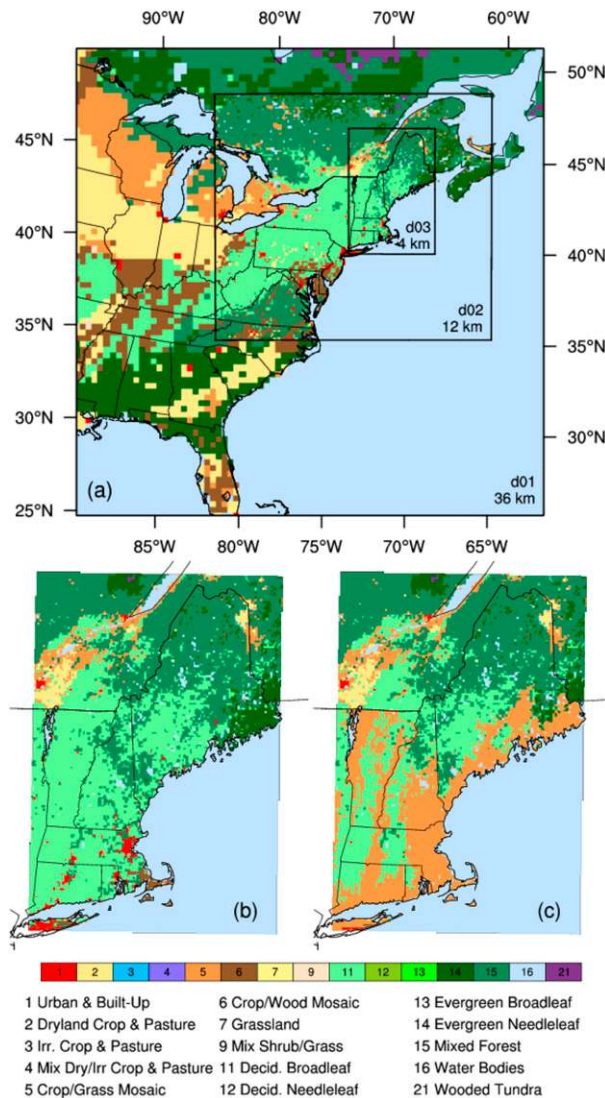 90°W 80°W 70°W 60°W
50°N
45°N
45°N
d03
4 km
40°N
40°N
d02
12 km
35°N
35°N
30°N
30°N
d01
36 km
(a)
25°N
85°W 80°W 75°W 70°W 65°W
(b) (c)
1 2 3 4 5 6 7 9 11 12 13 14 15 16 21
1 Urban & Built-Up
2 Dryland Crop & Pasture
3 Irr. Crop & Pasture
4 Mix Dry/Irr Crop & Pasture
5 Crop/Grass Mosaic
6 Crop/Wood Mosaic
7 Grassland
9 Mix Shrub/Grass
11 Decid. Broadleaf
12 Decid. Needleleaf
13 Evergreen Broadleaf
14 Evergreen Needleleaf
15 Mixed Forest
16 Water Bodies
21 Wooded Tundra